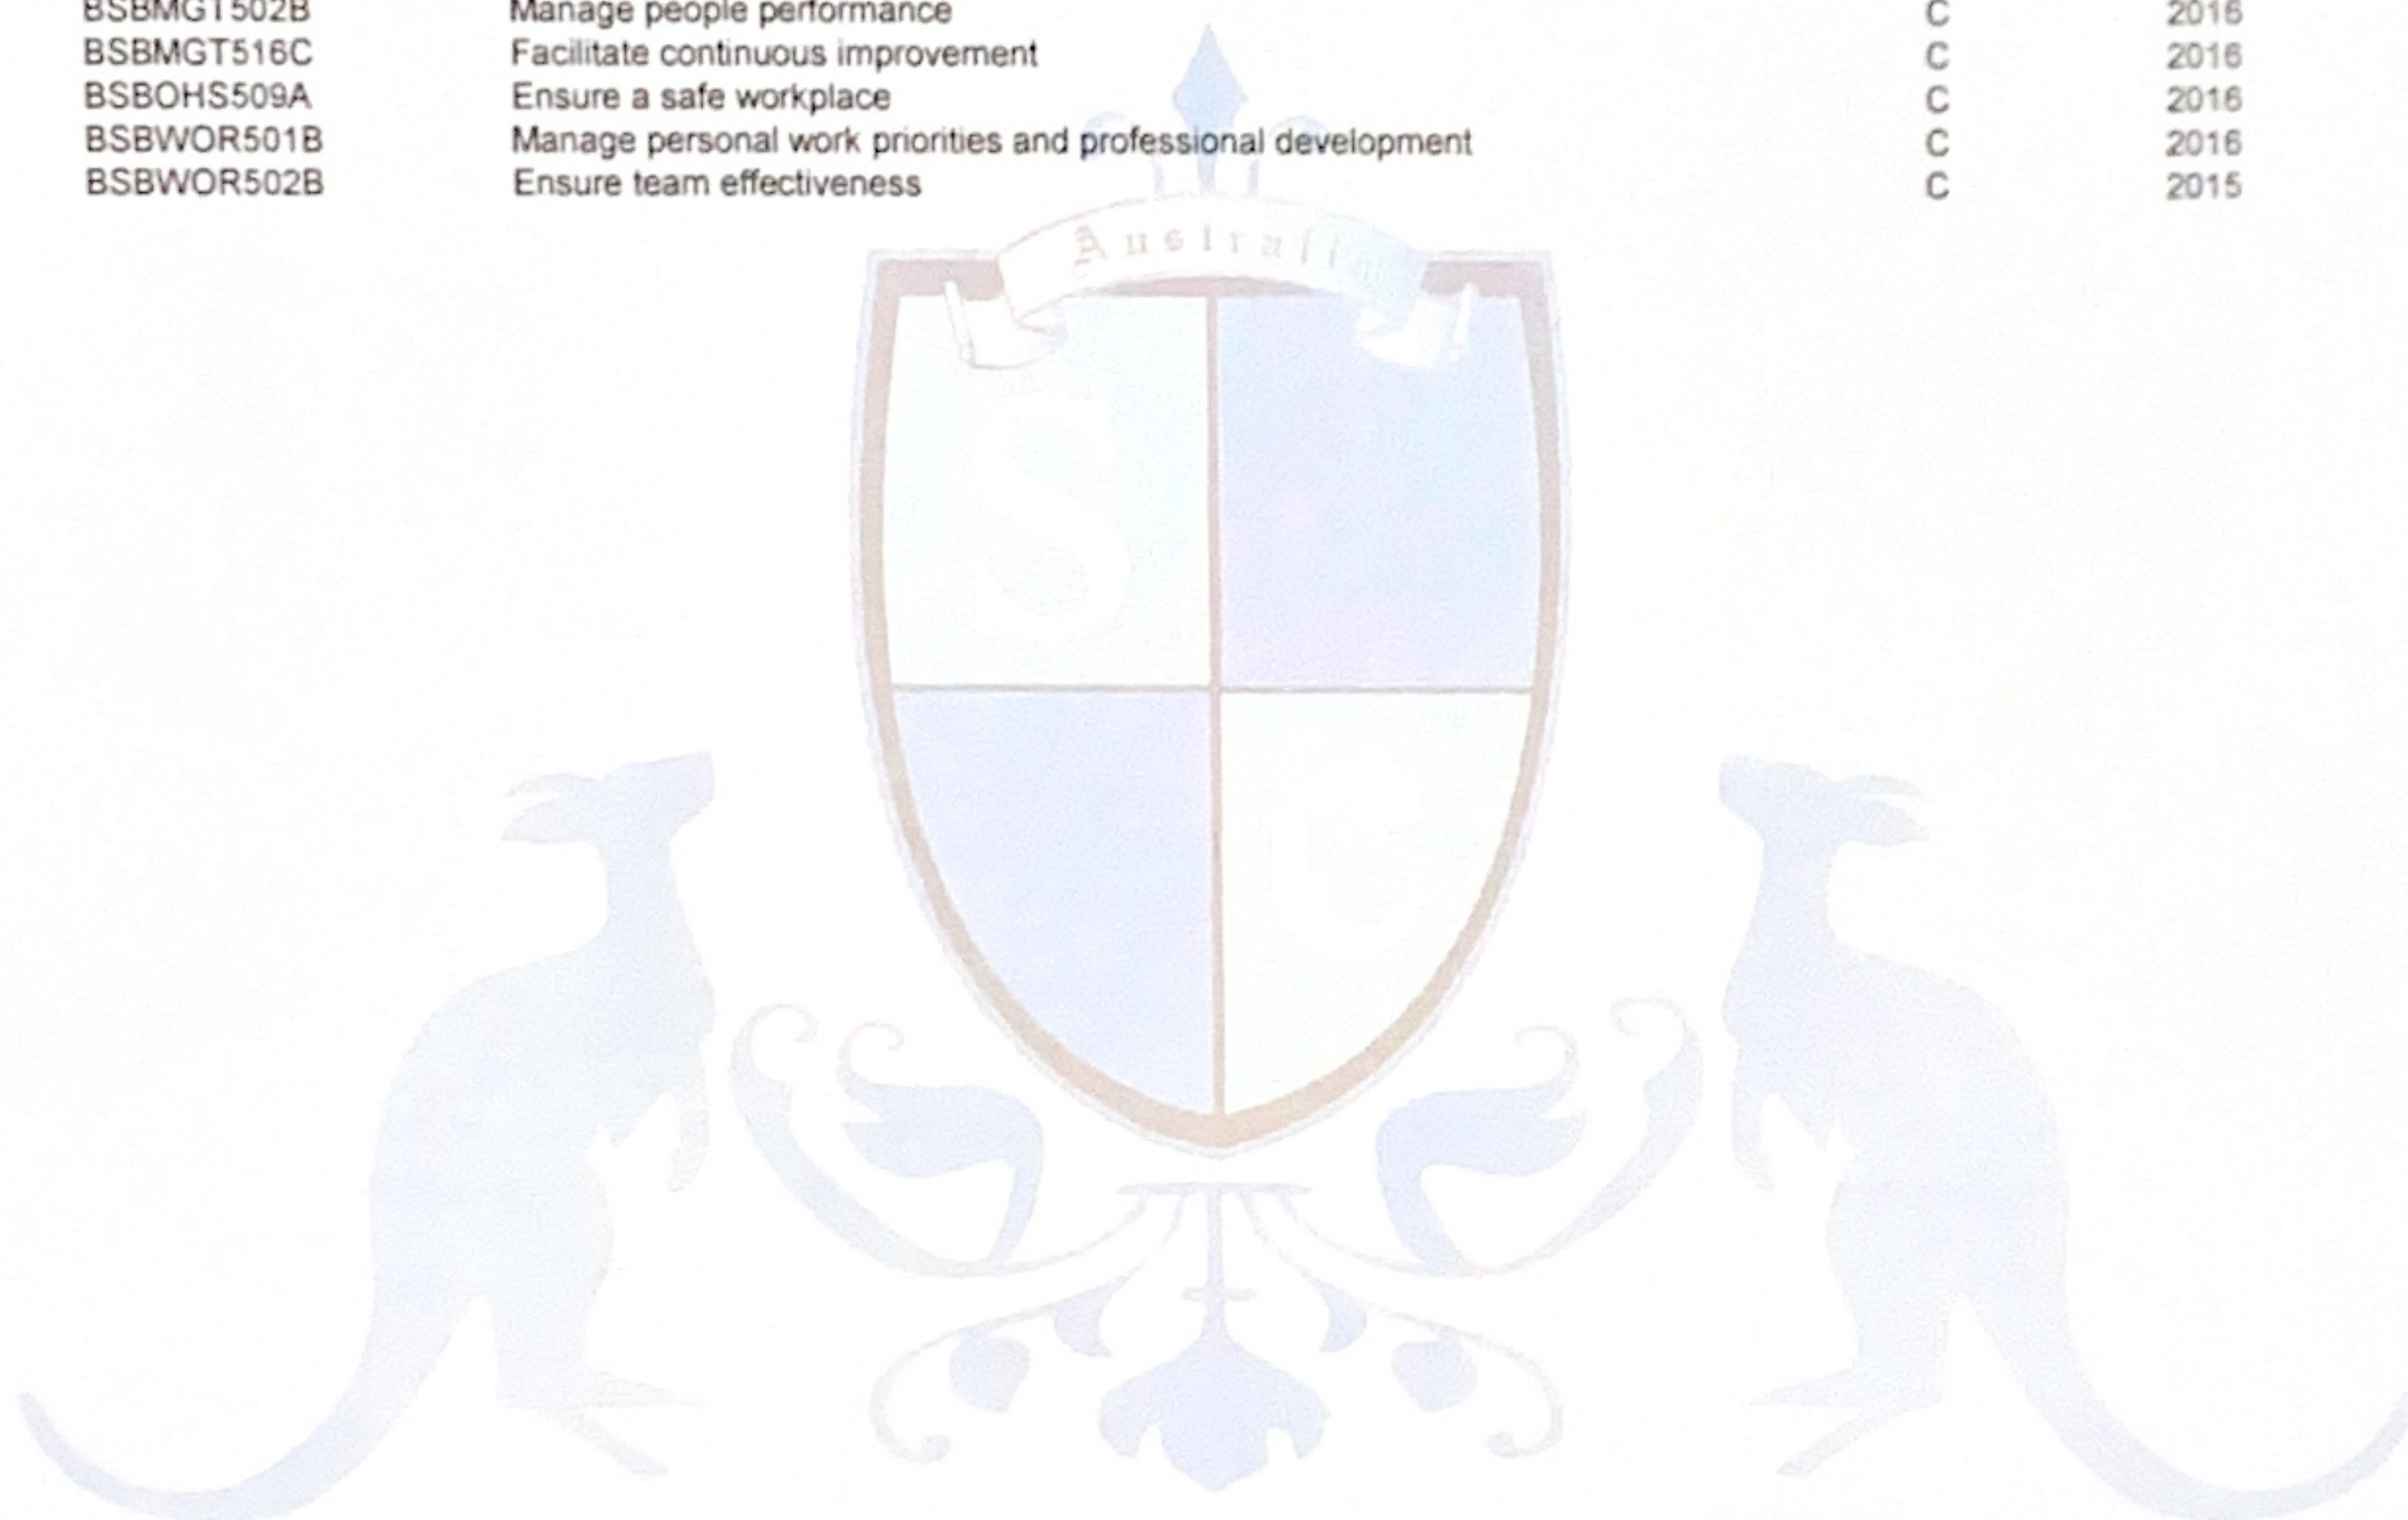 BSBMGT502B Manage people performance C 2016
BSBMGT516C Facilitate continuous improvement C 2016
BSBOHS509A Ensure a safe workplace C 2016
BSBWOR501B Manage personal work priorities and professional development C 2016
BSBWOR502B Ensure team effectiveness C 2015
Australian
S